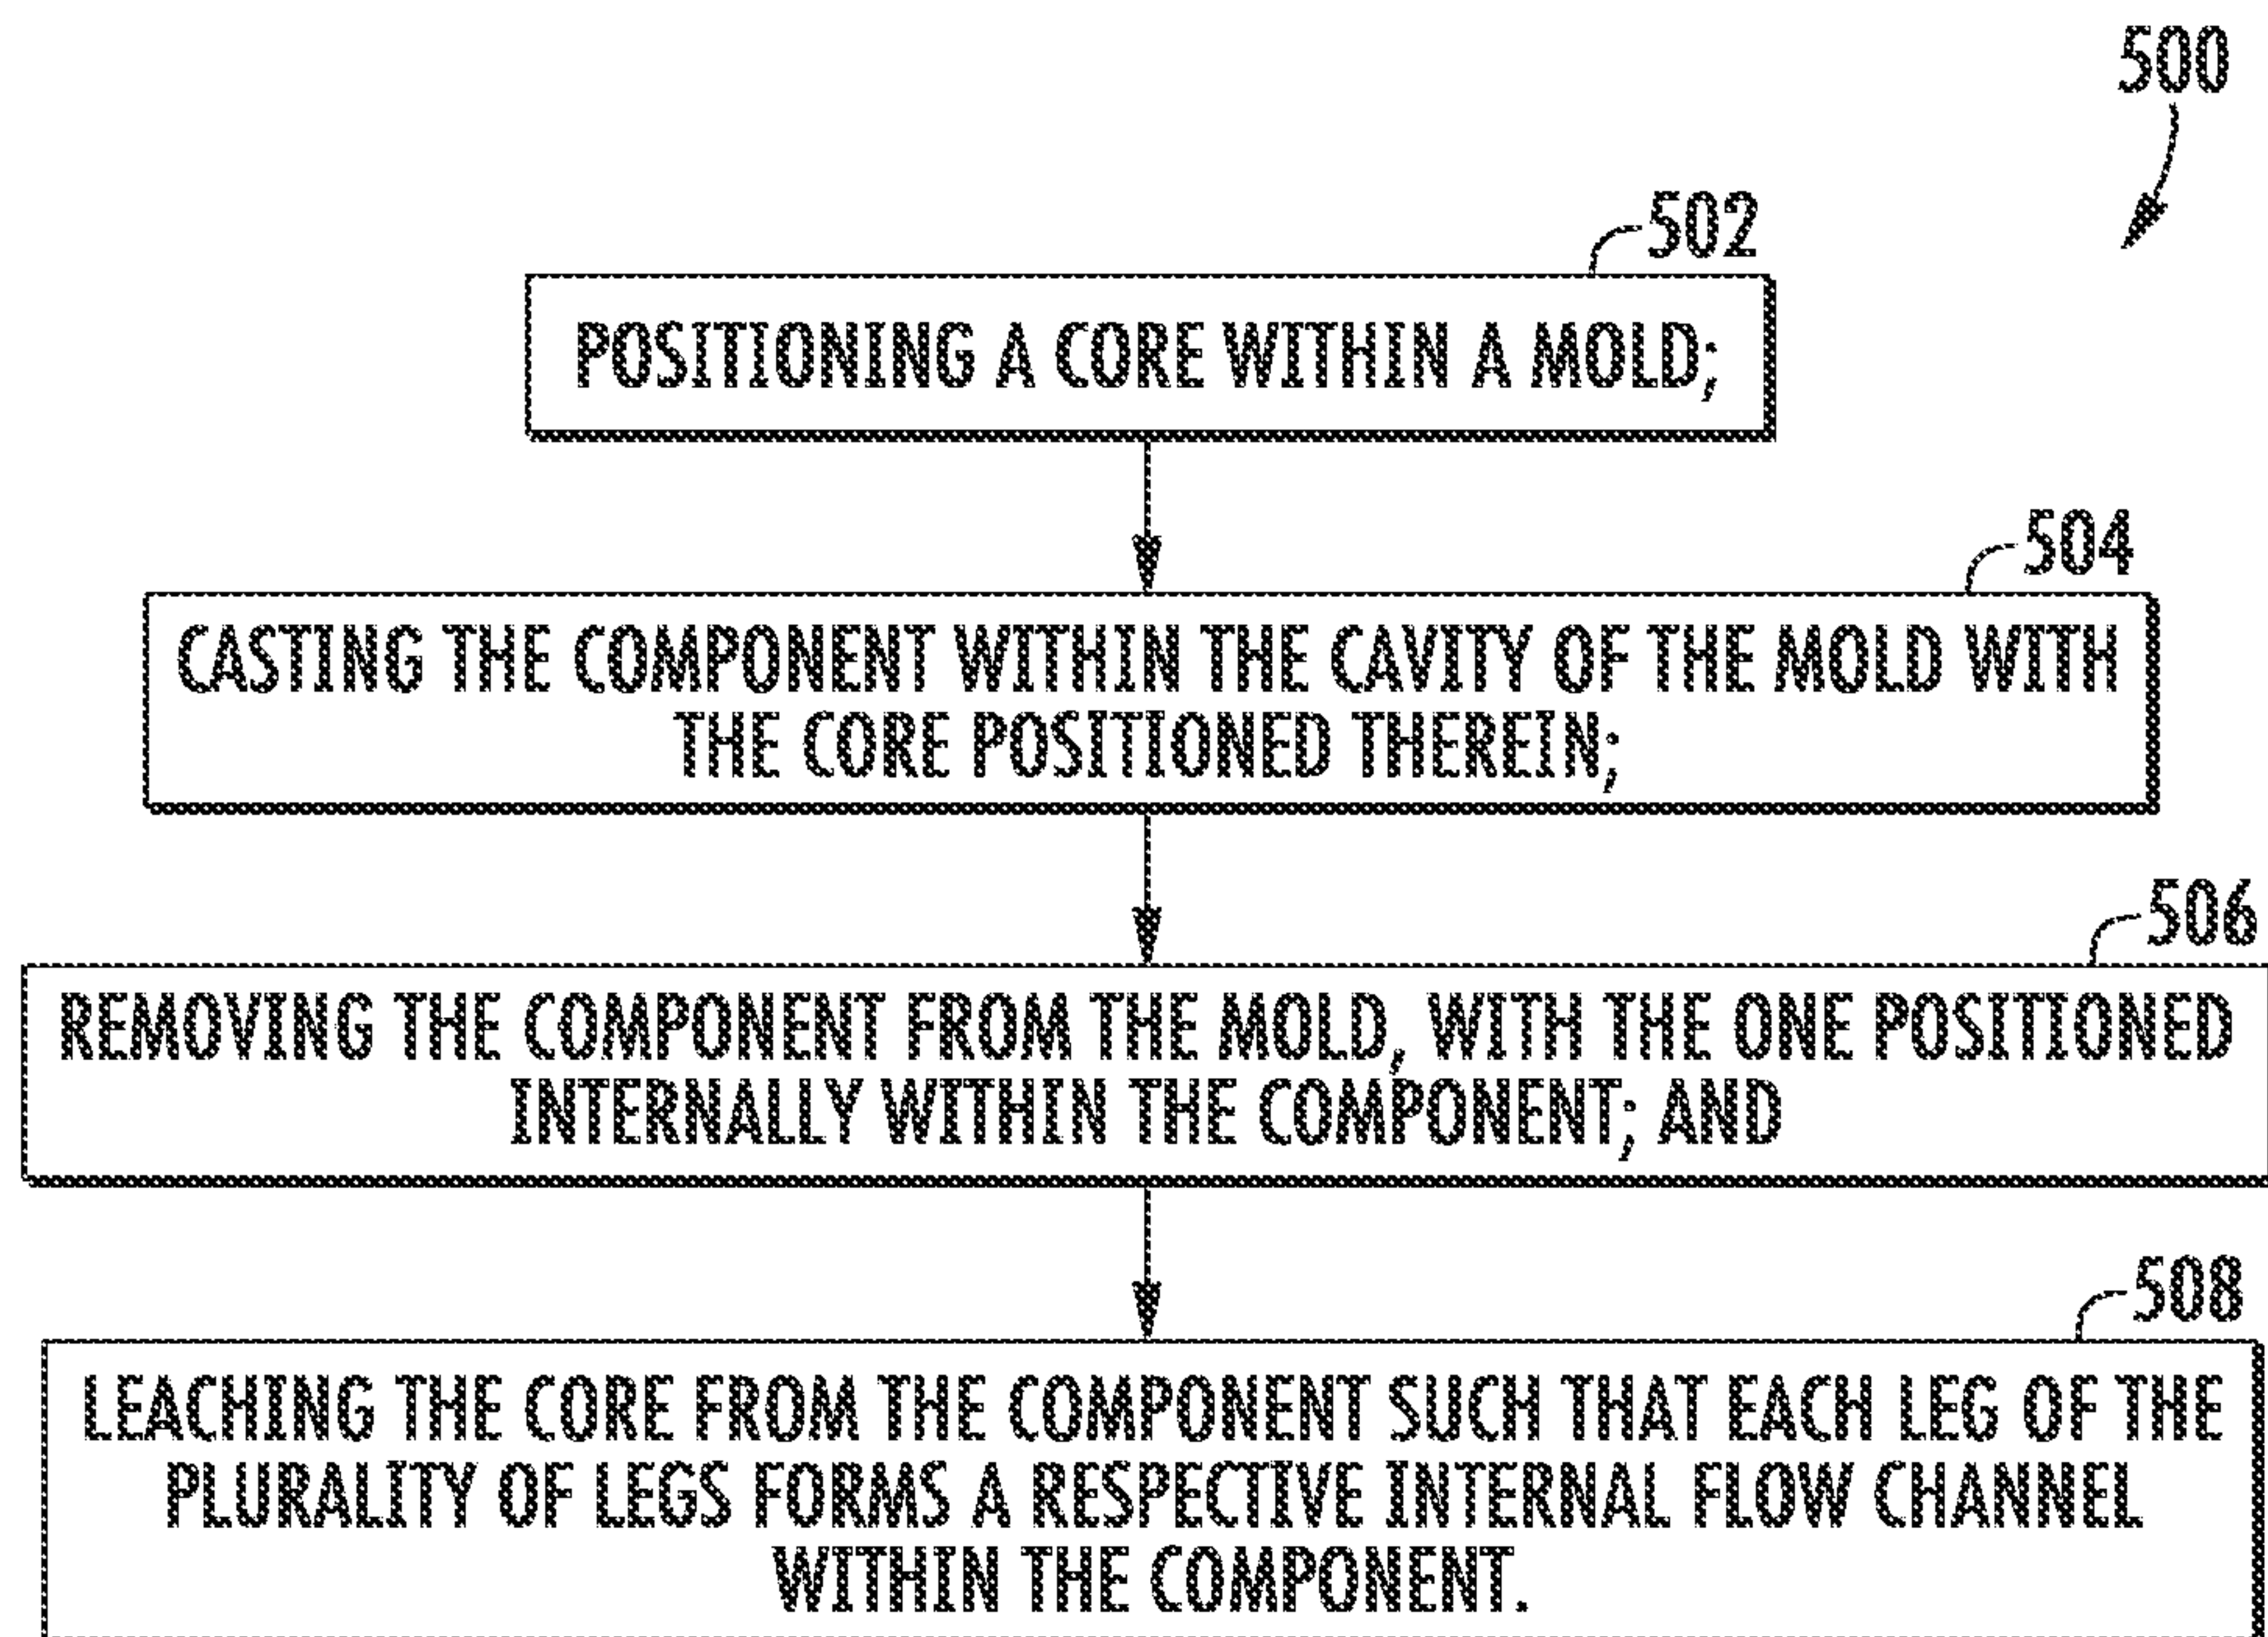 500
502
POSITIONING A CORE WITHIN A MOLD;
504
CASTING THE COMPONENT WITHIN THE CAVITY OF THE MOLD WITH
THE CORE POSITIONED THEREIN;
506
REMOVING THE COMPONENT FROM THE MOLD, WITH THE ONE POSITIONED
INTERNALLY WITHIN THE COMPONENT; AND
508
LEACHING THE CORE FROM THE COMPONENT SUCH THAT EACH LEG OF THE
PLURALITY OF LEGS FORMS A RESPECTIVE INTERNAL FLOW CHANNEL
WITHIN THE COMPONENT.